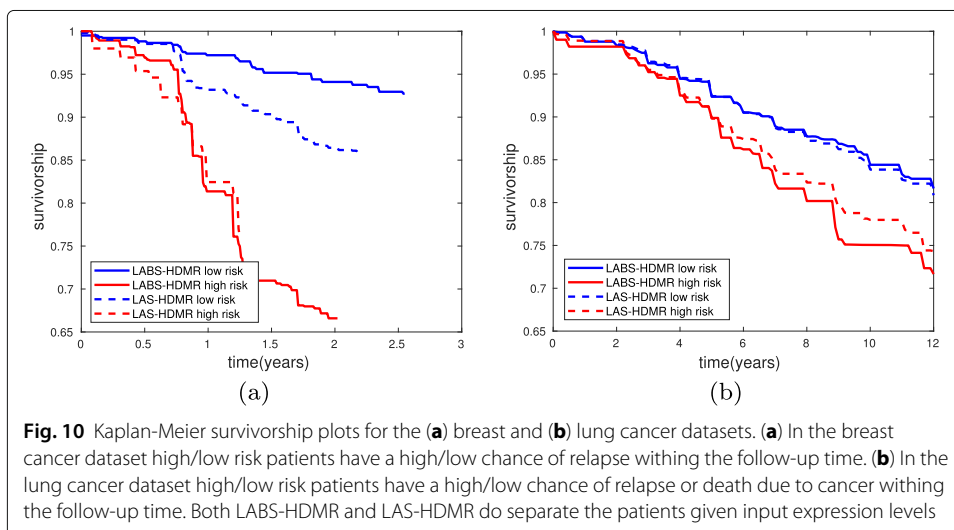 1
0.95
0.9
0.85
0.8
0.75
0.7
0.65
survivorship
LABS-HDMR low risk
LABS-HDMR high risk
LAS-HDMR low risk
LAS-HDMR high risk
0 0.5 1 1.5 2 2.5 3
time(years)
(a)
1
0.95
0.9
0.85
0.8
0.75
0.7
0.65
survivorship
LABS-HDMR low risk
LABS-HDMR high risk
LAS-HDMR low risk
LAS-HDMR high risk
0 2 4 6 8 10 12
time(years)
(b)
Fig. 10 Kaplan-Meier survivorship plots for the (a) breast and (b) lung cancer datasets. (a) In the breast
cancer dataset high/low risk patients have a high/low chance of relapse withing the follow-up time. (b) In the
lung cancer dataset high/low risk patients have a high/low chance of relapse or death due to cancer withing
the follow-up time. Both LABS-HDMR and LAS-HDMR do separate the patients given input expression levels